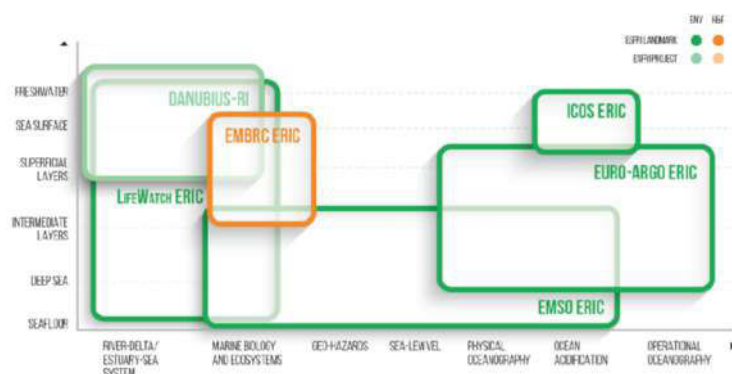 ENV H&F
ESFRI LANDMARK
ESFRI PROJECT
FRESHWATER
SEA SURFACE
SUPERFICIAL
LAYERS
INTERMEDIATE
LAYERS
DEEP SEA
SEAFLOOR
DANUBIUS-RI
EMBRC ERIC
LIFEWATCH ERIC
ICOS ERIC
EURO-ARGO ERIC
EMSO ERIC
RIVER-DELTA/
ESTUARY-SEA
SYSTEM
MARINE BIOLOGY
AND ECOSYSTEMS
GEO-HAZARDS
SEA-LEWVEL
PHYSICAL
OCEANOGRAPHY
OCEAN
ACIDIFICATION
OPERATIONAL
OCEANOGRAPHY